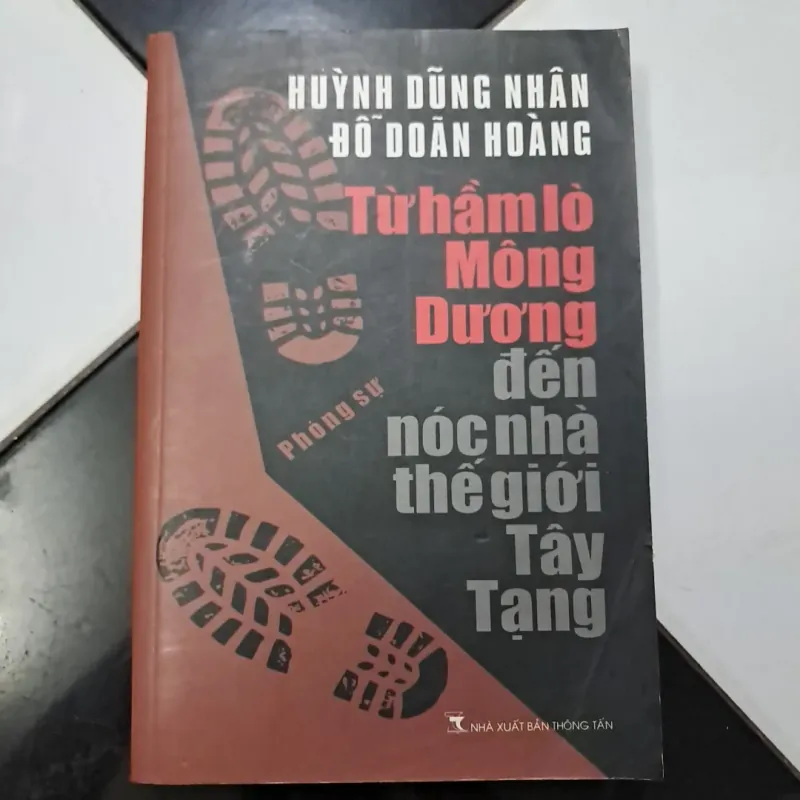 HUỲNH DŨNG NHÂN
ĐỖ DOÃN HOÀNG
Từ hầm lò
Mông
Dương
đến
nóc nhà
thế giới
Tây
Tạng
Phóng sự
NHÀ XUẤT BẢN THÔNG TẤN